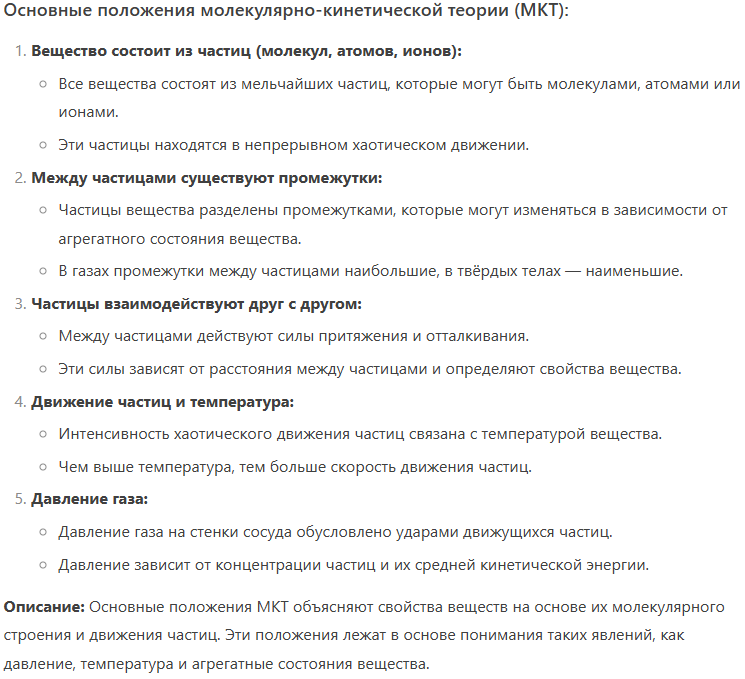 Основные положения молекулярно-кинетической теории (МКТ):
1. Вещество состоит из частиц (молекул, атомов, ионов):
○ Все вещества состоят из мельчайших частиц, которые могут быть молекулами, атомами или
ионами.
○ Эти частицы находятся в непрерывном хаотическом движении.
2. Между частицами существуют промежутки:
○ Частицы вещества разделены промежутками, которые могут изменяться в зависимости от
агрегатного состояния вещества.
○ В газах промежутки между частицами наибольшие, в твёрдых телах — наименьшие.
3. Частицы взаимодействуют друг с другом:
○ Между частицами действуют силы притяжения и отталкивания.
○ Эти силы зависят от расстояния между частицами и определяют свойства вещества.
4. Движение частиц и температура:
○ Интенсивность хаотического движения частиц связана с температурой вещества.
○ Чем выше температура, тем больше скорость движения частиц.
5. Давление газа:
○ Давление газа на стенки сосуда обусловлено ударами движущихся частиц.
○ Давление зависит от концентрации частиц и их средней кинетической энергии.
Описание: Основные положения МКТ объясняют свойства веществ на основе их молекулярного
строения и движения частиц. Эти положения лежат в основе понимания таких явлений, как
давление, температура и агрегатные состояния вещества.